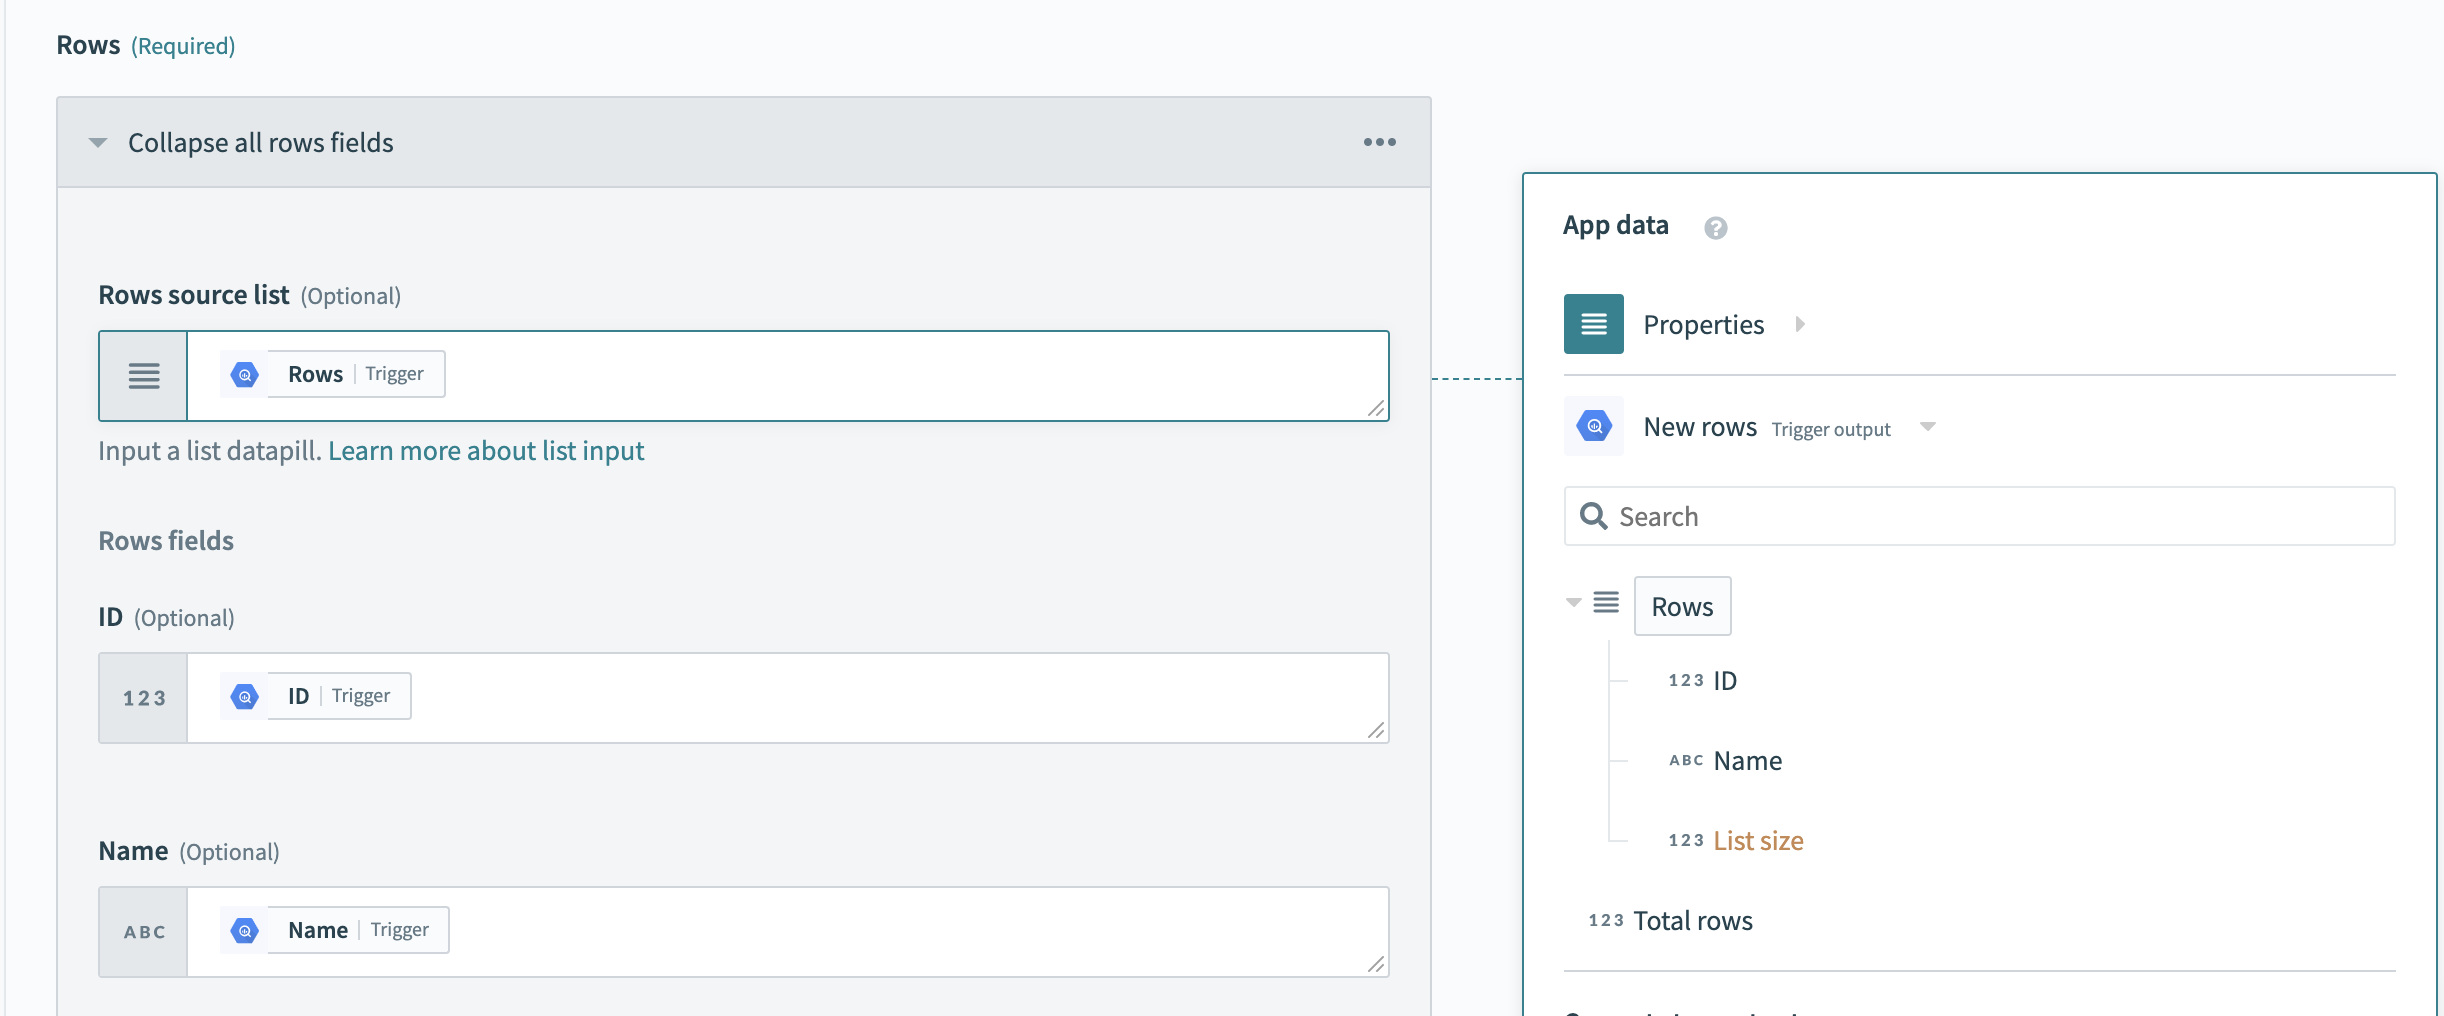 Rows (Required)
Collapse all rows fields
Rows source list (Optional)
Rows | Trigger
Input a list datapill. Learn more about list input
Rows fields
ID (Optional)
123
ID | Trigger
Name (Optional)
ABC
Name | Trigger
App data ?
Properties
New rows Trigger output
Search
Rows
123 ID
ABC Name
123 List size
123 Total rows